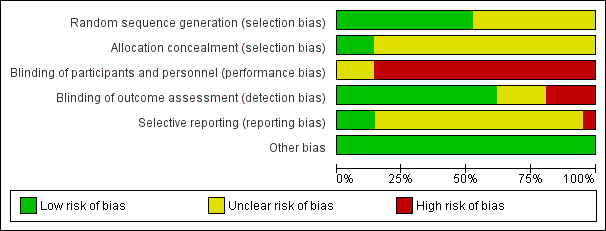 Random sequence generation (selection bias)
Allocation concealment (selection bias)
Blinding of participants and personnel (performance bias)
Blinding of outcome assessment (detection bias)
Selective reporting (reporting bias)
Other bias
0% 25% 50% 75% 100%
Low risk of bias Unclear risk of bias High risk of bias